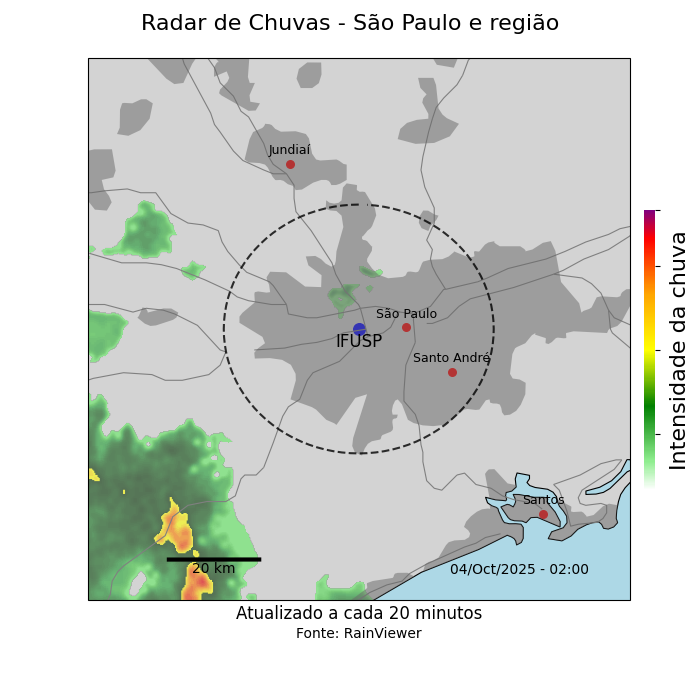 Radar de Chuvas - São Paulo e região
Jundiaí
São Paulo
IFUSP
Santo André
Santos
20 km
04/Oct/2025 - 02:00
Intensidade da chuva
Atualizado a cada 20 minutos
Fonte: RainViewer